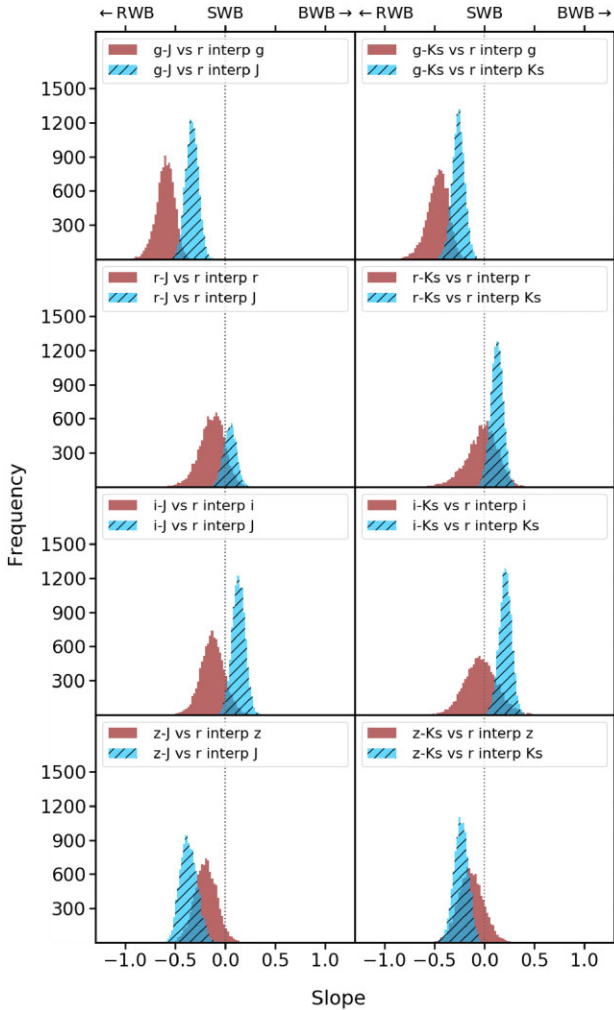 ← RWB SWB BWB → ← RWB SWB BWB →
g-J vs r interp g
g-J vs r interp J
g-Ks vs r interp g
g-Ks vs r interp Ks
1500
1200
900
600
300
r-J vs r interp r
r-J vs r interp J
r-Ks vs r interp r
r-Ks vs r interp Ks
1500
1200
900
600
300
Frequency
i-J vs r interp i
i-J vs r interp J
i-Ks vs r interp i
i-Ks vs r interp Ks
1500
1200
900
600
300
z-J vs r interp z
z-J vs r interp J
z-Ks vs r interp z
z-Ks vs r interp Ks
1500
1200
900
600
300
−1.0 −0.5 0.0 0.5 1.0 −1.0 −0.5 0.0 0.5 1.0
Slope Slope